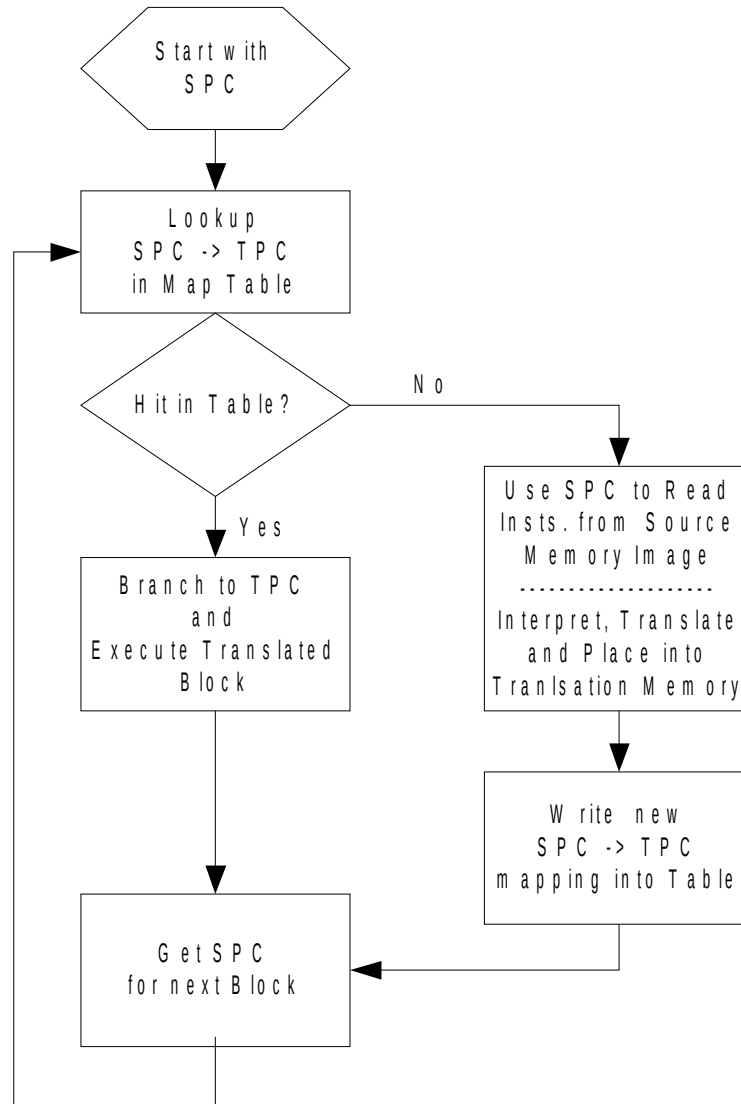 Start with
SPC
Lookup
SPC -> TPC
in Map Table
Hit in Table?
No
Yes
Use SPC to Read
Insts. from Source
Memory Image
--------------------
Interpret, Translate
and Place into
Tranlsation Memory
Branch to TPC
and
Execute Translated
Block
Write new
SPC -> TPC
mapping into Table
Get SPC
for next Block